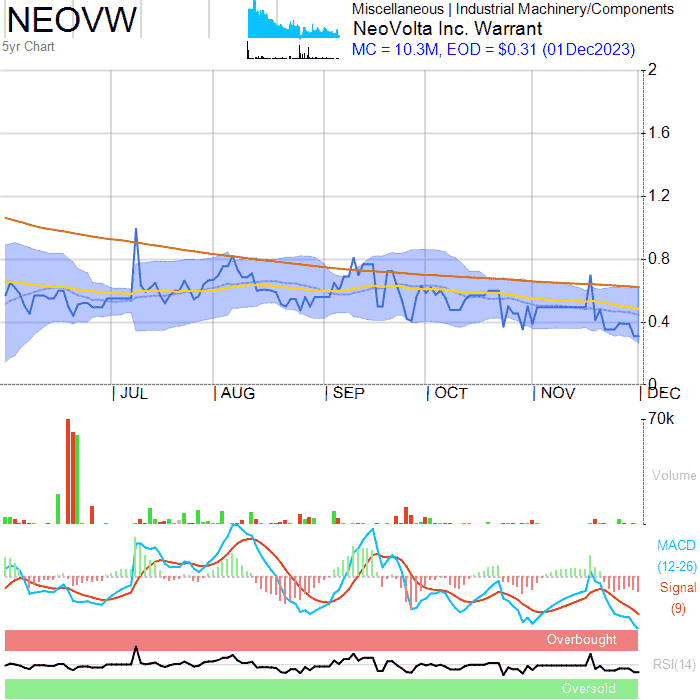 NEOVW
5yr Chart
Miscellaneous | Industrial Machinery/Components
NeoVolta Inc. Warrant
MC = 10.3M, EOD = $0.31 (01Dec2023)
2
1.6
1.2
0.8
0.4
0
JUL AUG SEP OCT NOV DEC
70k
Volume
MACD
(12-26)
Signal
(9)
Overbought
RSI(14)
Oversold